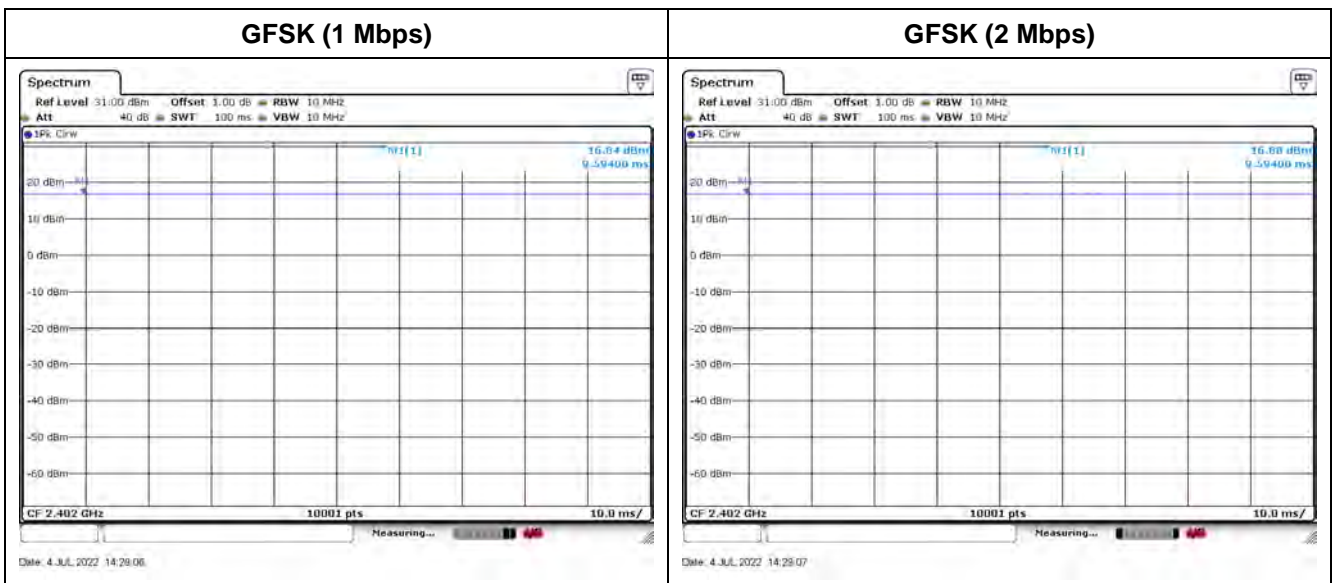 GFSK (1 Mbps)
GFSK (2 Mbps)
Spectrum
Ref Level 31.00 dBm Offset 1.00 dB RBW 10 MHz
Att 40 dB SWT 100 ms VBW 10 MHz
1Pk Clrw
M1[1] 16.84 dBm
9.59400 ms
20 dBm
10 dBm
0 dBm
-10 dBm
-20 dBm
-30 dBm
-40 dBm
-50 dBm
-60 dBm
CF 2.402 GHz 10001 pts 10.0 ms/
Measuring...
Date: 4.JUL.2022 14:29:06
Spectrum
Ref Level 31.00 dBm Offset 1.00 dB RBW 10 MHz
Att 40 dB SWT 100 ms VBW 10 MHz
1Pk Clrw
M1[1] 16.88 dBm
9.59400 ms
20 dBm
10 dBm
0 dBm
-10 dBm
-20 dBm
-30 dBm
-40 dBm
-50 dBm
-60 dBm
CF 2.402 GHz 10001 pts 10.0 ms/
Measuring...
Date: 4.JUL.2022 14:29:07